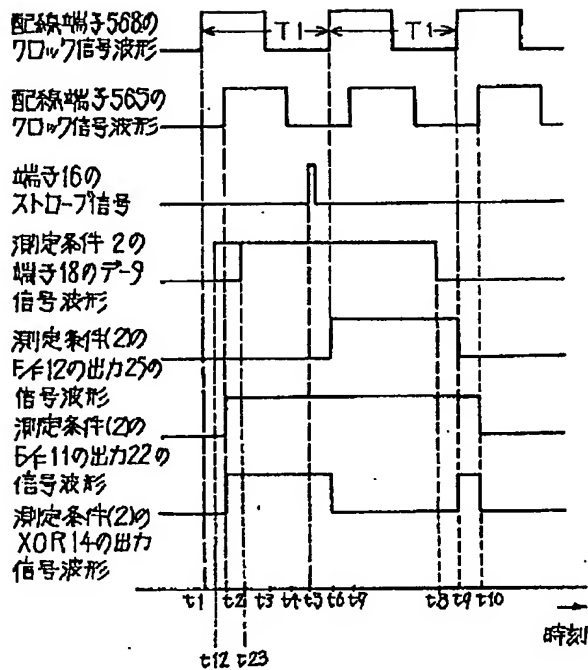 配線端子568の
クロック信号波形
T1
T1
配線端子565の
クロック信号波形
端子16の
ストローブ信号
測定条件2の
端子18のデータ
信号波形
測定条件(2)の
F/F12の出力25の
信号波形
測定条件(2)の
F/F11の出力22の
信号波形
測定条件(2)の
XOR14の出力
信号波形
t1 t2 t3 t4 t5 t6 t7 t8 t9 t10
時刻
t12 t23